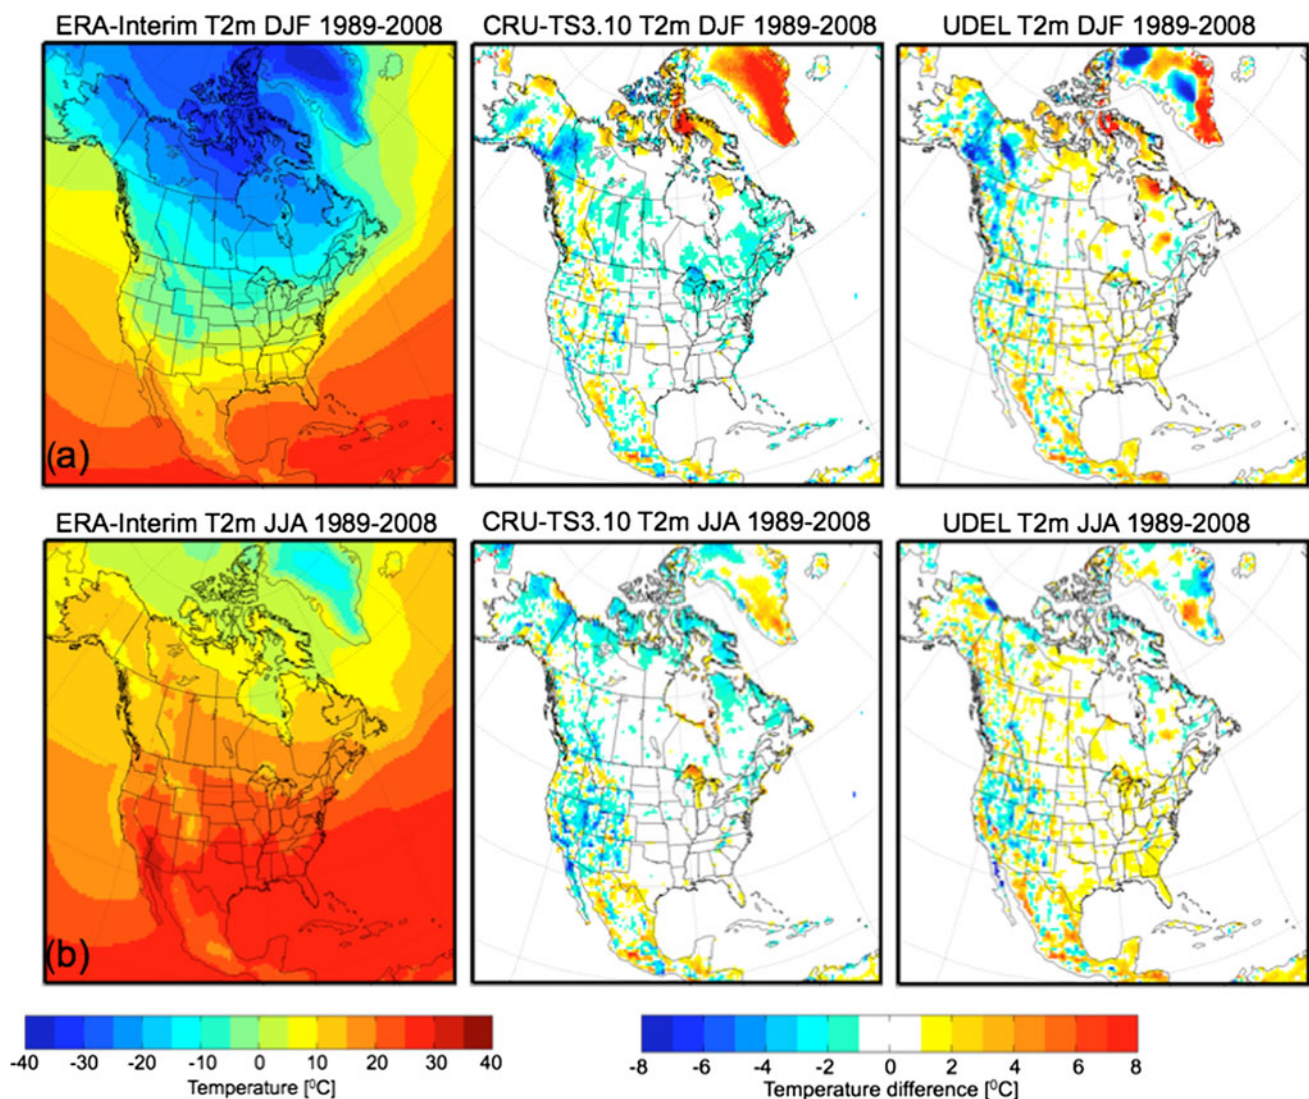 ERA-Interim T2m DJF 1989-2008 CRU-TS3.10 T2m DJF 1989-2008 UDEL T2m DJF 1989-2008
(a)
ERA-Interim T2m JJA 1989-2008 CRU-TS3.10 T2m JJA 1989-2008 UDEL T2m JJA 1989-2008
(b)
-40 -30 -20 -10 0 10 20 30 40 -8 -6 -4 -2 0 2 4 6 8
Temperature [⁰C] Temperature difference [⁰C]